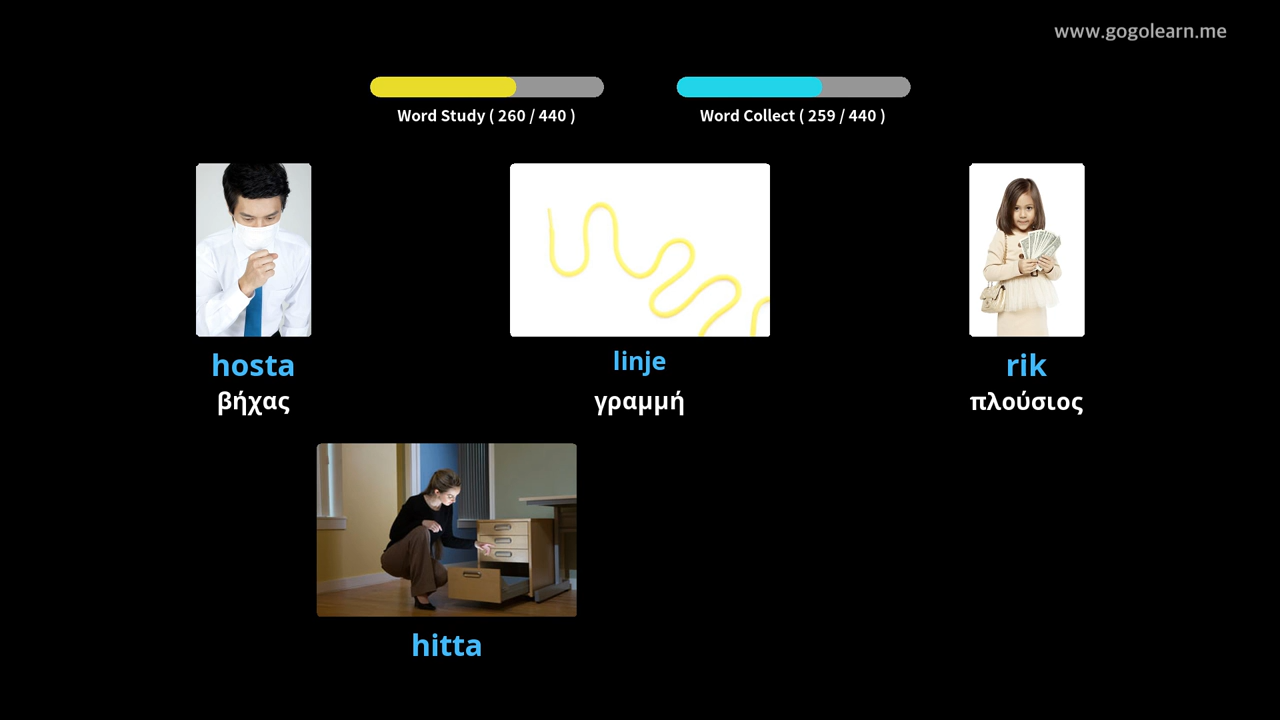 www.gogolearn.me
Word Study ( 260 / 440 )
Word Collect ( 259 / 440 )
hosta
linje
rik
βήχας
γραμμή
πλούσιος
hitta